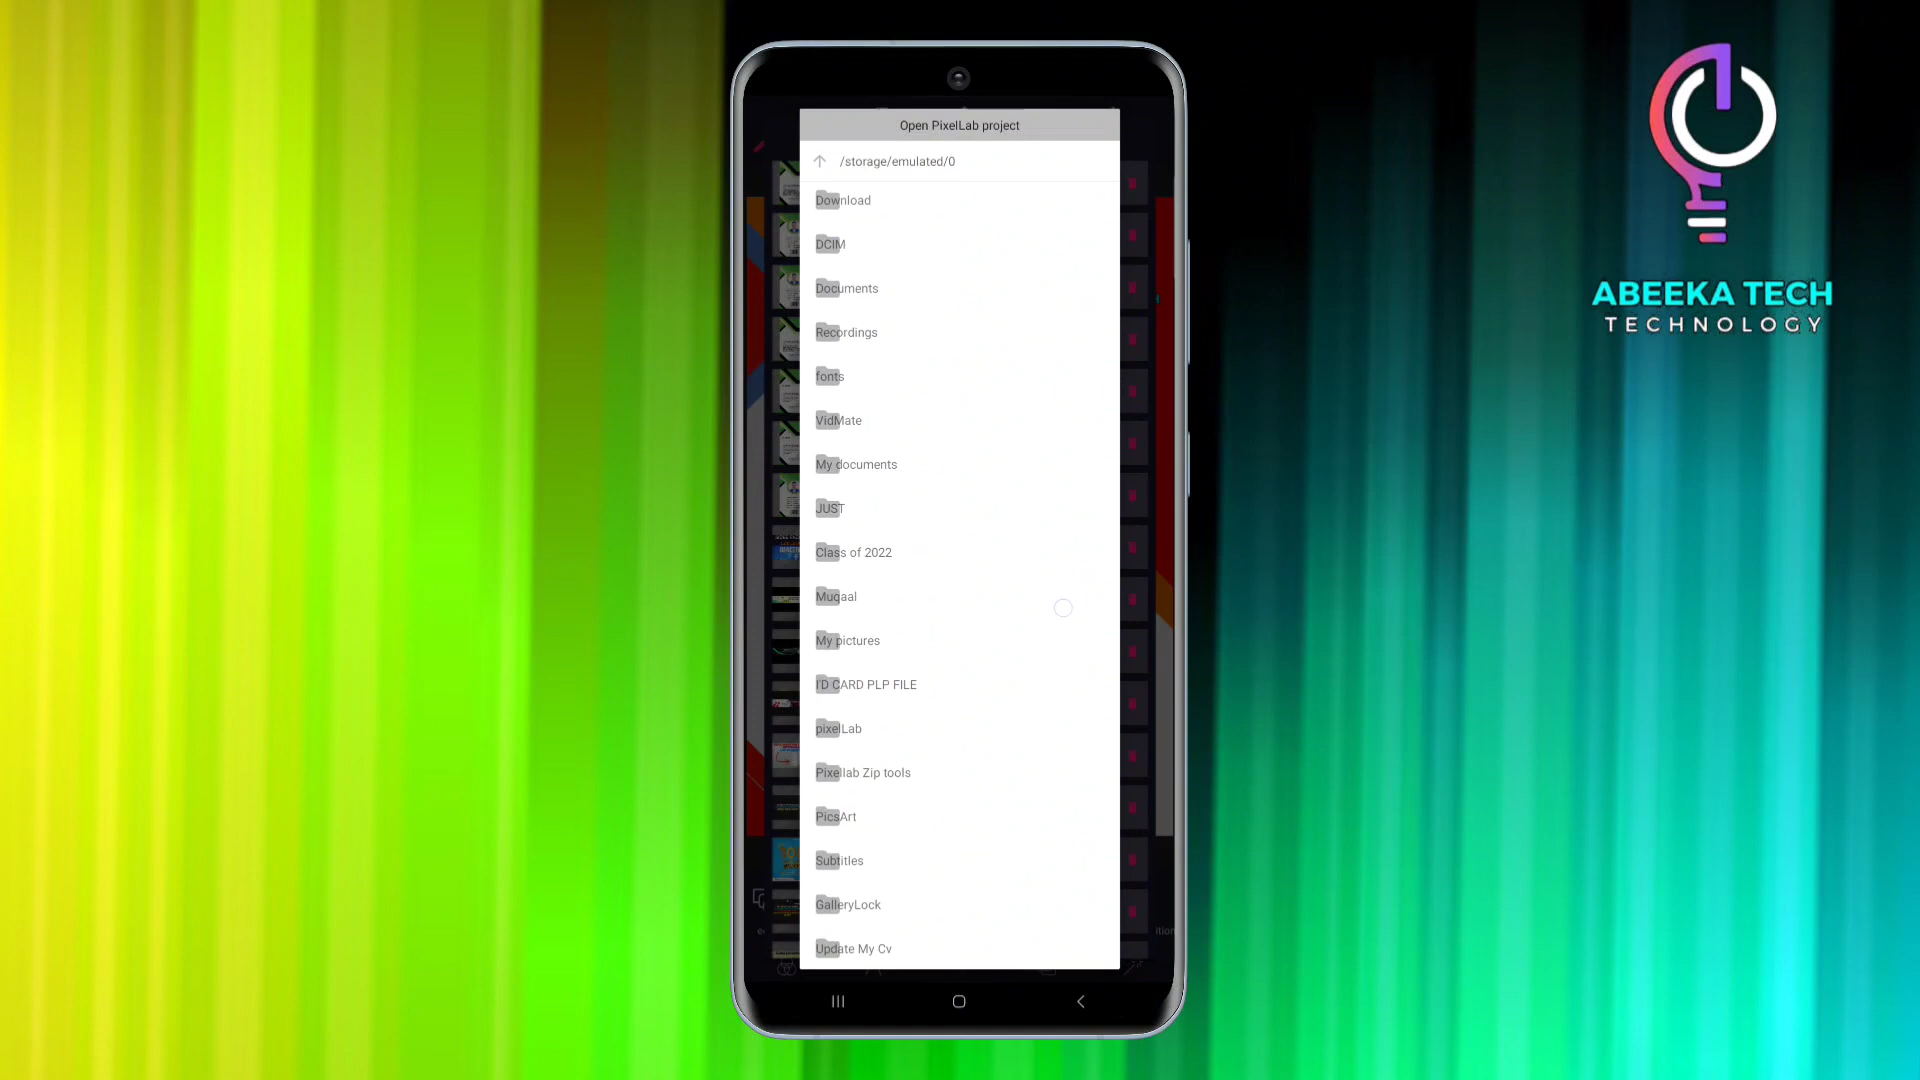 Open PixelLab project
/storage/emulated/0
Download
DCIM
Documents
Recordings
fonts
VidMate
My documents
JUST
Class of 2022
Muqaal
My pictures
I'D CARD PLP FILE
pixelLab
Pixellab Zip tools
PicsArt
Subtitles
GalleryLock
Update My Cv
ABEEKA TECH
TECHNOLOGY